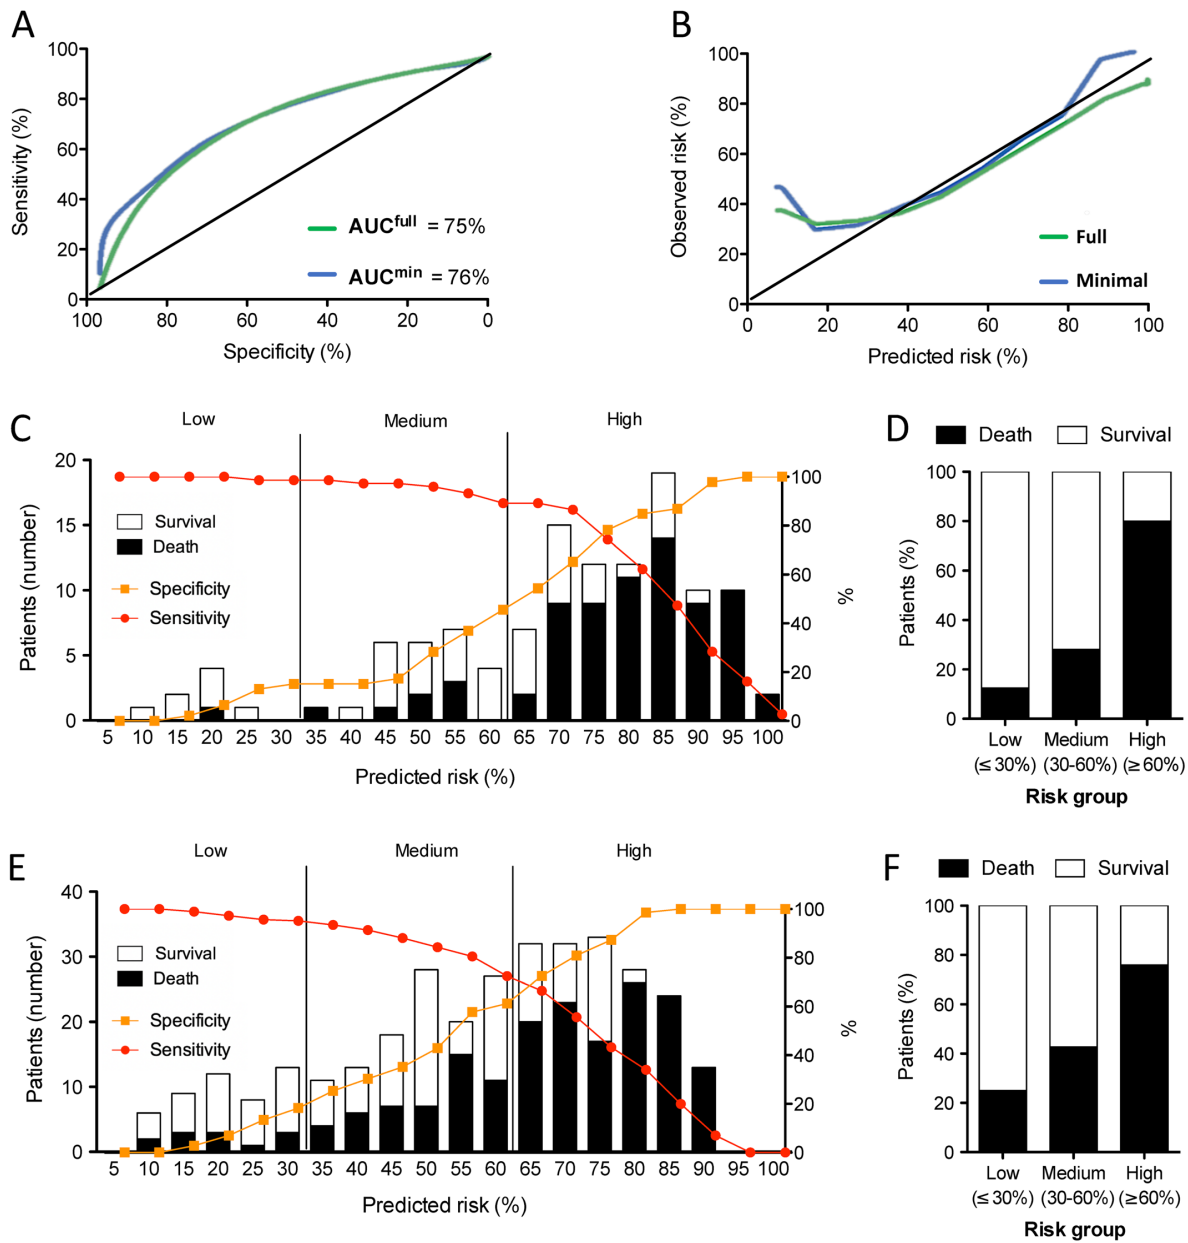 A
100
80
60
40
20
0
Sensitivity (%)
AUCfull = 75%
AUCmin = 76%
100 80 60 40 20 0
Specificity (%)
B
100
80
60
40
20
0
Observed risk (%)
Full
Minimal
0 20 40 60 80 100
Predicted risk (%)
C
Low Medium High
20
15
10
5
0
Patients (number)
Survival
Death
Specificity
Sensitivity
100
80
60
40
20
0
%
5 10 15 20 25 30 35 40 45 50 55 60 65 70 75 80 85 90 95 100
Predicted risk (%)
D
Death Survival
100
80
60
40
20
0
Patients (%)
Low Medium High
(≤30%) (30-60%) (≥60%)
Risk group
E
Low Medium High
40
30
20
10
0
Patients (number)
Survival
Death
Specificity
Sensitivity
100
80
60
40
20
0
%
5 10 15 20 25 30 35 40 45 50 55 60 65 70 75 80 85 90 95 100
Predicted risk (%)
F
Death Survival
100
80
60
40
20
0
Patients (%)
Low Medium High
(≤30%) (30-60%) (≥60%)
Risk group